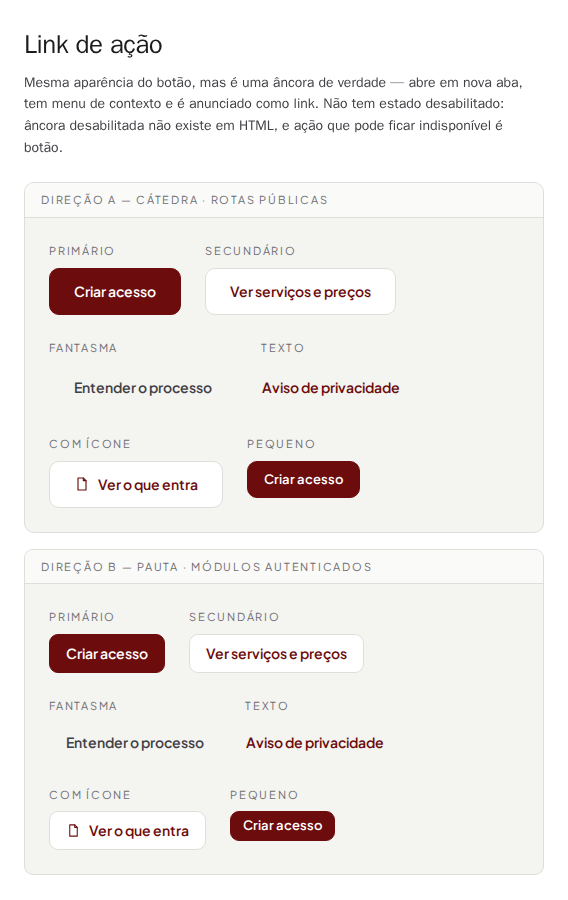 Link de ação
Mesma aparência do botão, mas é uma âncora de verdade — abre em nova aba,
tem menu de contexto e é anunciado como link. Não tem estado desabilitado:
âncora desabilitada não existe em HTML, e ação que pode ficar indisponível é
botão.
DIREÇÃO A — CÁTEDRA · ROTAS PÚBLICAS
PRIMÁRIO
SECUNDÁRIO
Criar acesso
Ver serviços e preços
FANTASMA
TEXTO
Entender o processo
Aviso de privacidade
COM ÍCONE
PEQUENO
Ver o que entra
Criar acesso
DIREÇÃO B — PAUTA · MÓDULOS AUTENTICADOS
PRIMÁRIO
SECUNDÁRIO
Criar acesso
Ver serviços e preços
FANTASMA
TEXTO
Entender o processo
Aviso de privacidade
COM ÍCONE
PEQUENO
Ver o que entra
Criar acesso